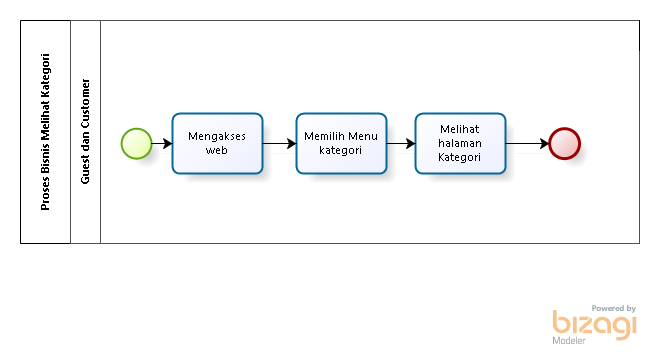 Proses Bisnis Melihat Kategori
Guest dan Customer
Mengakses
web
Memilih Menu
kategori
Melihat
halaman
Kategori
Powered by
bizagi
Modeler